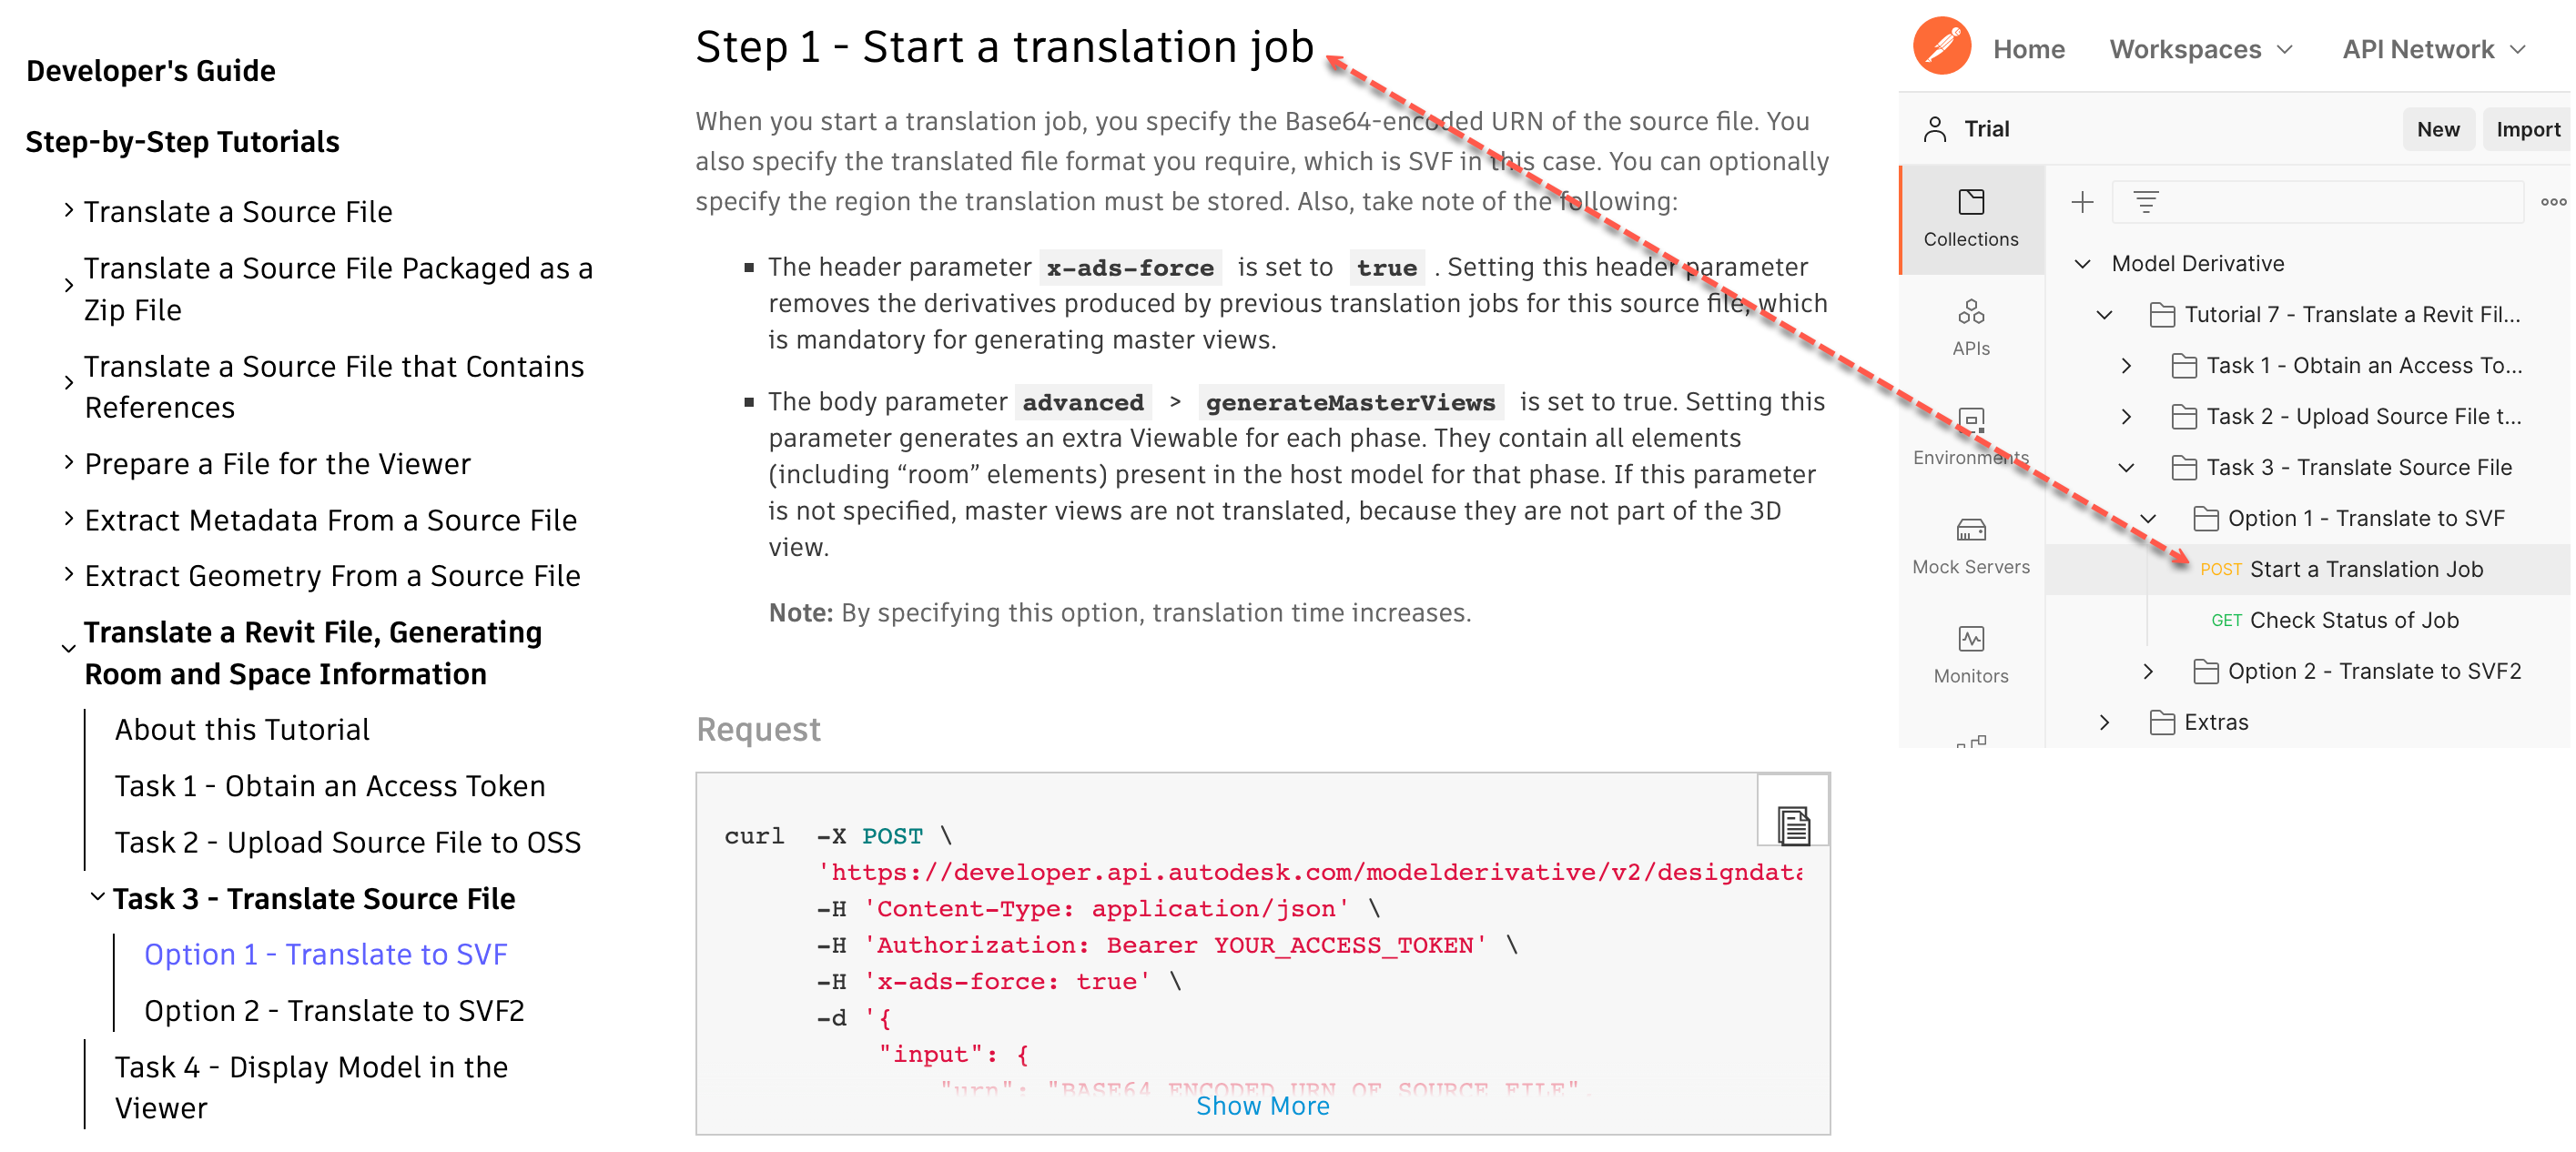 Developer's Guide
Step-by-Step Tutorials
Translate a Source File
Translate a Source File Packaged as a
Zip File
Translate a Source File that Contains
References
Prepare a File for the Viewer
Extract Metadata From a Source File
Extract Geometry From a Source File
Translate a Revit File, Generating
Room and Space Information
About this Tutorial
Task 1 - Obtain an Access Token
Task 2 - Upload Source File to OSS
Task 3 - Translate Source File
Option 1 - Translate to SVF
Option 2 - Translate to SVF2
Task 4 - Display Model in the
Viewer
Step 1 - Start a translation job
When you start a translation job, you specify the Base64-encoded URN of the source file. You
also specify the translated file format you require, which is SVF in this case. You can optionally
specify the region the translation must be stored. Also, take note of the following:
▪ The header parameter x-ads-force is set to true . Setting this header parameter
removes the derivatives produced by previous translation jobs for this source file, which
is mandatory for generating master views.
▪ The body parameter advanced > generateMasterViews is set to true. Setting this
parameter generates an extra Viewable for each phase. They contain all elements
(including “room” elements) present in the host model for that phase. If this parameter
is not specified, master views are not translated, because they are not part of the 3D
view.
Note: By specifying this option, translation time increases.
Request
curl -X POST \
'https://developer.api.autodesk.com/modelderivative/v2/designdata
-H 'Content-Type: application/json' \
-H 'Authorization: Bearer YOUR_ACCESS_TOKEN' \
-H 'x-ads-force: true' \
-d '{
"input": {
"urn": "BASE64_ENCODED_URN_OF_SOURCE_FILE",
Show More
Home Workspaces API Network
Trial New Import
Collections
APIs
Environments
Mock Servers
Monitors
Model Derivative
Tutorial 7 - Translate a Revit Fil...
Task 1 - Obtain an Access To...
Task 2 - Upload Source File t...
Task 3 - Translate Source File
Option 1 - Translate to SVF
POST Start a Translation Job
GET Check Status of Job
Option 2 - Translate to SVF2
Extras